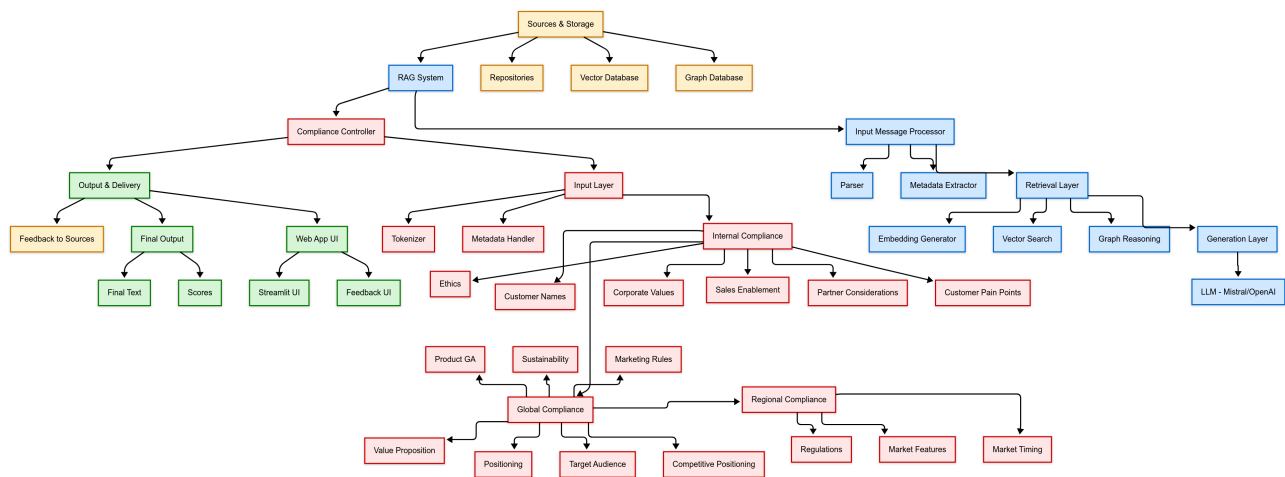 Sources & Storage
RAG System
Repositories
Vector Database
Graph Database
Compliance Controller
Input Message Processor
Output & Delivery
Input Layer
Parser
Metadata Extractor
Retrieval Layer
Feedback to Sources
Final Output
Web App UI
Tokenizer
Metadata Handler
Internal Compliance
Embedding Generator
Vector Search
Graph Reasoning
Generation Layer
Final Text
Scores
Streamlit UI
Feedback UI
Ethics
Customer Names
Corporate Values
Sales Enablement
Partner Considerations
Customer Pain Points
LLM - Mistral/OpenAI
Product GA
Sustainability
Marketing Rules
Global Compliance
Regional Compliance
Value Proposition
Positioning
Target Audience
Competitive Positioning
Regulations
Market Features
Market Timing